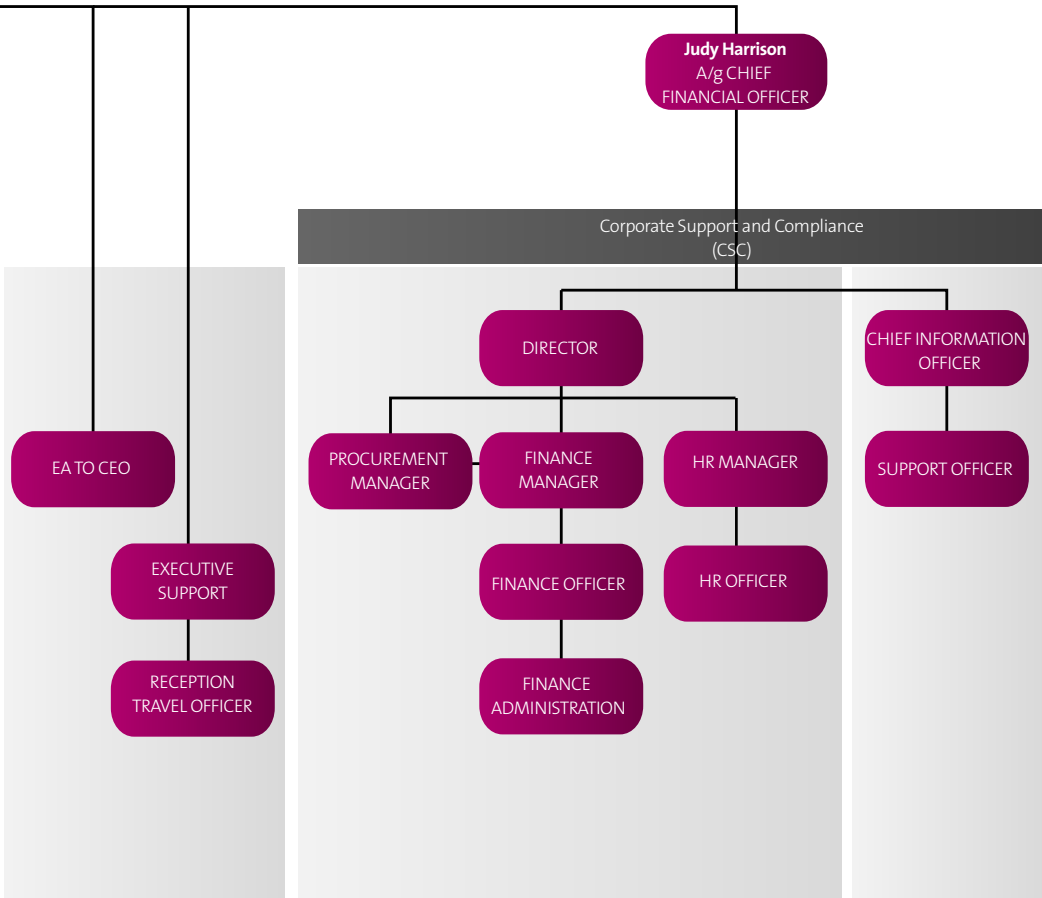 Judy Harrison
A/g CHIEF
FINANCIAL OFFICER
Corporate Support and Compliance
(CSC)
DIRECTOR
CHIEF INFORMATION
OFFICER
EA TO CEO
PROCUREMENT
MANAGER
FINANCE
MANAGER
HR MANAGER
SUPPORT OFFICER
EXECUTIVE
SUPPORT
FINANCE OFFICER
HR OFFICER
RECEPTION
TRAVEL OFFICER
FINANCE
ADMINISTRATION